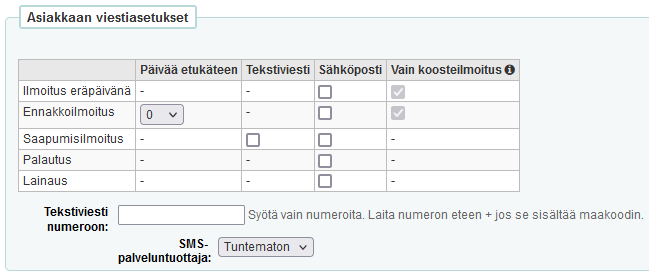 Asiakkaan viestiasetukset
Päivää etukäteen Tekstiviesti Sähköposti Vain koosteilmoitus
Ilmoitus eräpäivänä - -
Ennakkoilmoitus 0 -
Saapumisilmoitus - -
Palautus - - -
Lainaus - - -
Tekstiviesti numeroon: Syötä vain numeroita. Laita numeron eteen + jos se sisältää maakoodin.
SMS-palveluntuottaja: Tuntematon